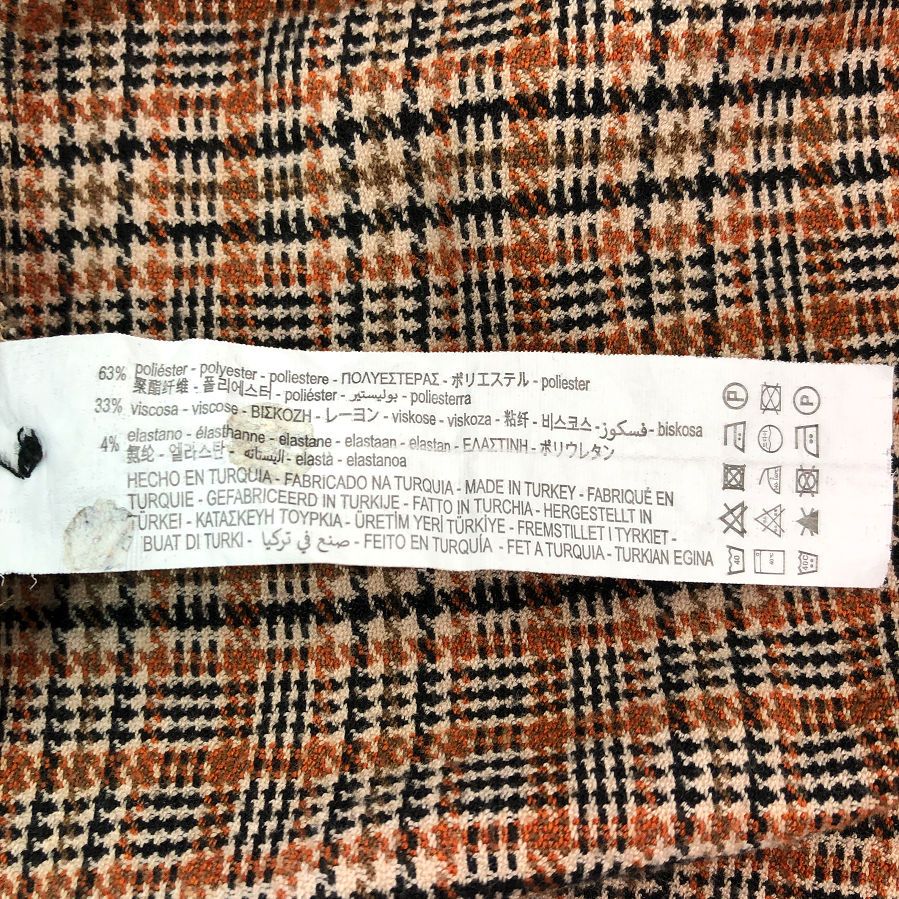 63% poliéster - polyester - poliestere - ΠΟΛΥΕΣΤΕΡΑΣ - ポリエステル - poliester
聚酯纤维 - 폴리에스터 - poliéster - بوليستير - poliesterra
33% viscosa - viscose - ΒΙΣΚΟΖΗ - レーヨン - viskose - viskoza - 粘纤 - 비스코스 - فسكوز - biskosa
4% elastano - élasthanne - elastane - elastaan - elastan - ΕΛΑΣΤΙΝΗ - ポリウレタン
氨纶 - 엘라스탄 - اليستانه - elastà - elastanoa
HECHO EN TURQUIA - FABRICADO NA TURQUIA - MADE IN TURKEY - FABRIQUÉ EN
TURQUIE - GEFABRICEERD IN TURKIJE - FATTO IN TURCHIA - HERGESTELLT IN
TÜRKEI - ΚΑΤΑΣΚΕΥΗ ΤΟΥΡΚΙΑ - ÜRETİM YERİ TÜRKİYE - FREMSTILLET I TYRKIET -
BUAT DI TURKI - صنع في تركيا - FEITO EN TURQUÍA - FET A TURQUIA - TURKIAN EGINA
P P
40